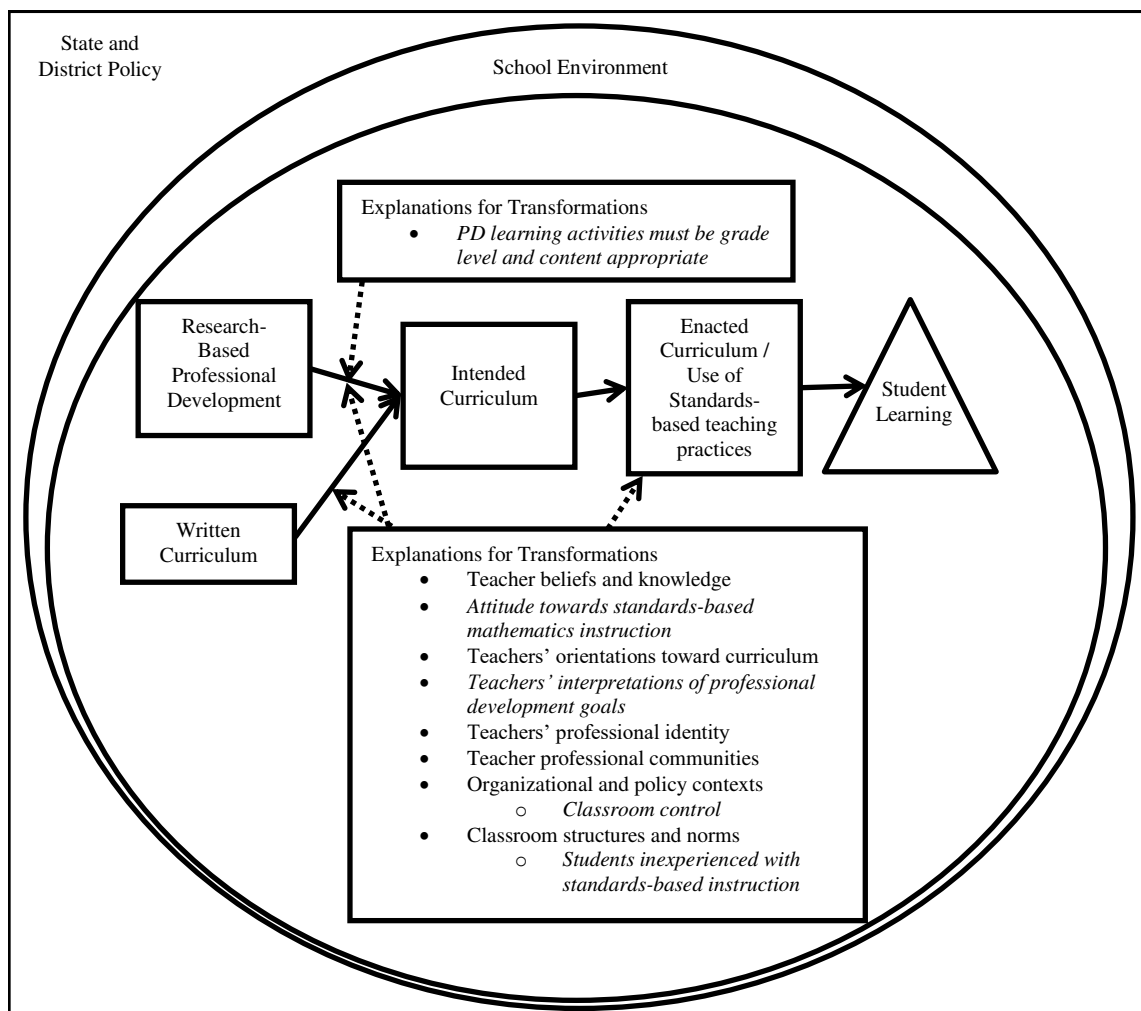 State and
District Policy
School Environment
Explanations for Transformations
• PD learning activities must be grade
level and content appropriate
Research-
Based
Professional
Development
Intended
Curriculum
Enacted
Curriculum /
Use of
Standards-
based teaching
practices
Student
Learning
Written
Curriculum
Explanations for Transformations
• Teacher beliefs and knowledge
• Attitude towards standards-based
mathematics instruction
• Teachers’ orientations toward curriculum
• Teachers’ interpretations of professional
development goals
• Teachers’ professional identity
• Teacher professional communities
• Organizational and policy contexts
o Classroom control
• Classroom structures and norms
o Students inexperienced with
standards-based instruction